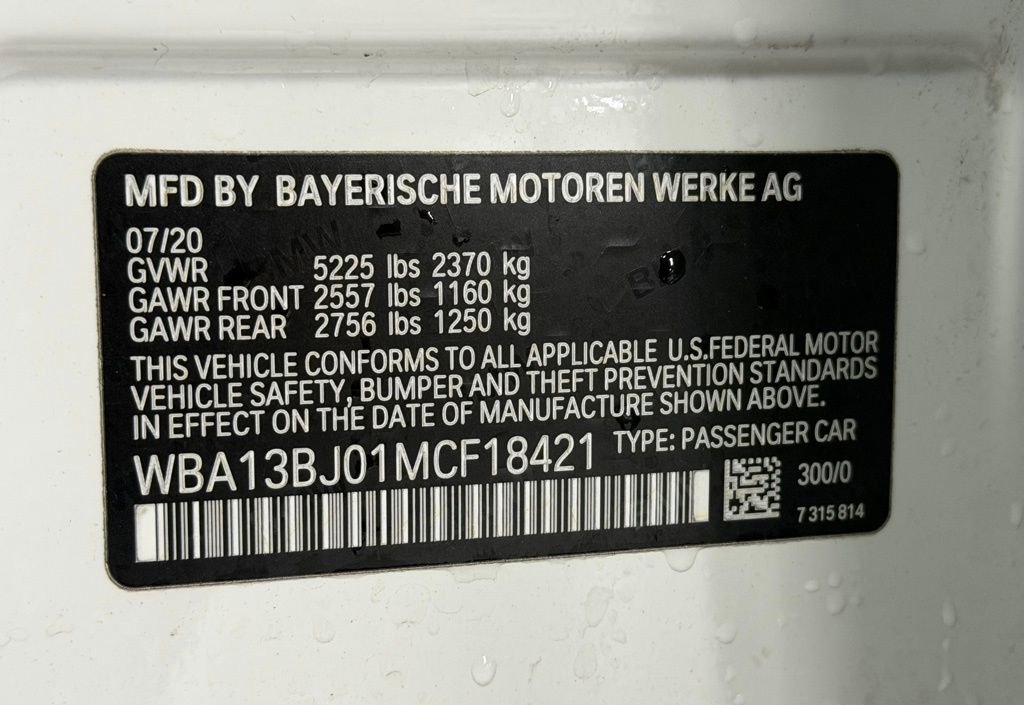 MFD BY BAYERISCHE MOTOREN WERKE AG
07/20
GVWR 5225 lbs 2370 kg
GAWR FRONT 2557 lbs 1160 kg
GAWR REAR 2756 lbs 1250 kg
THIS VEHICLE CONFORMS TO ALL APPLICABLE U.S.FEDERAL MOTOR
VEHICLE SAFETY, BUMPER AND THEFT PREVENTION STANDARDS
IN EFFECT ON THE DATE OF MANUFACTURE SHOWN ABOVE.
WBA13BJ01MCF18421 TYPE: PASSENGER CAR
300/0
7 315 814